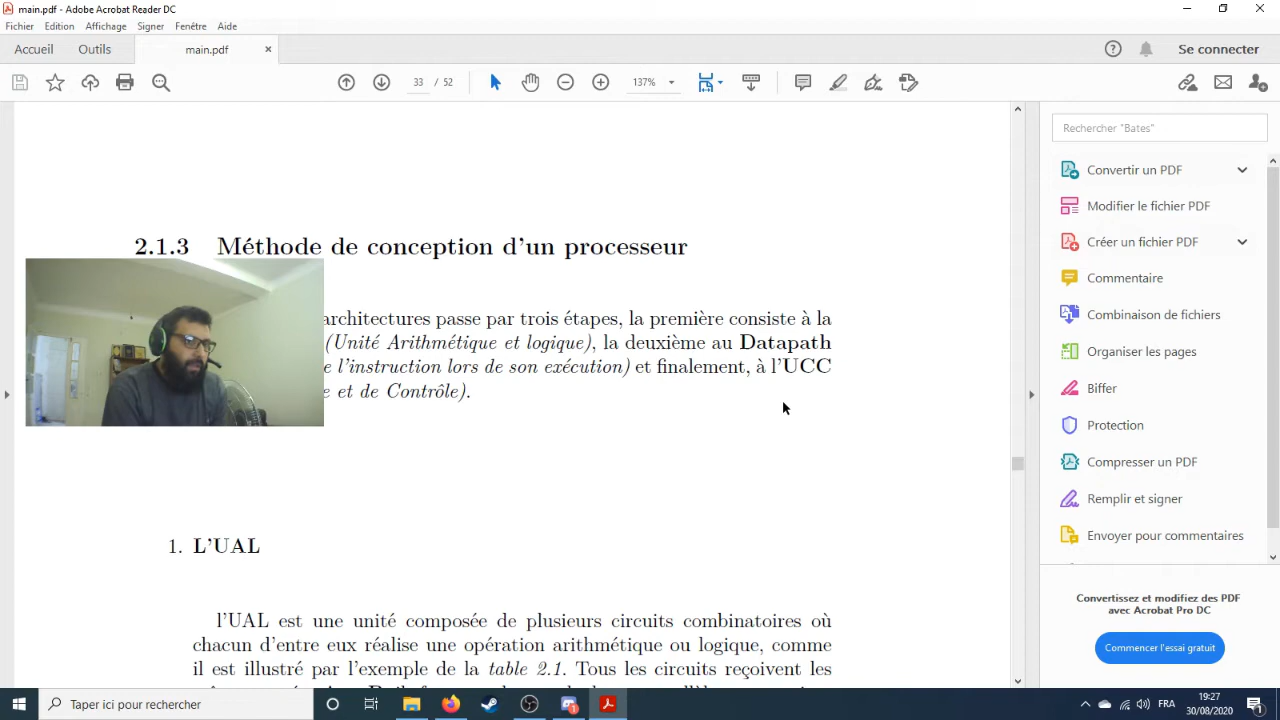 main.pdf - Adobe Acrobat Reader DC
Fichier Edition Affichage Signer Fenêtre Aide
Accueil Outils main.pdf × Se connecter
33 / 52 137%
Rechercher "Bates"
Convertir un PDF
Modifier le fichier PDF
Créer un fichier PDF
Commentaire
Combinaison de fichiers
Organiser les pages
Biffer
Protection
Compresser un PDF
Remplir et signer
Envoyer pour commentaires
Convertissez et modifiez des PDF
avec Acrobat Pro DC
Commencer l'essai gratuit
2.1.3 Méthode de conception d'un processeur
architectures passe par trois étapes, la première consiste à la
(Unité Arithmétique et logique), la deuxième au Datapath
l'instruction lors de son exécution) et finalement, à l'UCC
et de Contrôle).
1. L'UAL
l'UAL est une unité composée de plusieurs circuits combinatoires où
chacun d'entre eux réalise une opération arithmétique ou logique, comme
il est illustré par l'exemple de la table 2.1. Tous les circuits reçoivent les
Taper ici pour rechercher
FRA
19:27
30/08/2020
1